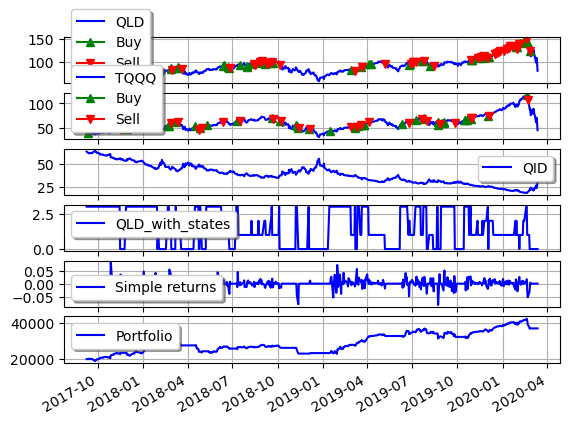 QLD
Buy
Sell
150
100
TQQQ
Buy
Sell
100
50
QID
50
25
QLD_with_states
2.5
0.0
Simple returns
0.05
0.00
−0.05
Portfolio
40000
20000
2017-10
2018-01
2018-04
2018-07
2018-10
2019-01
2019-04
2019-07
2019-10
2020-01
2020-04